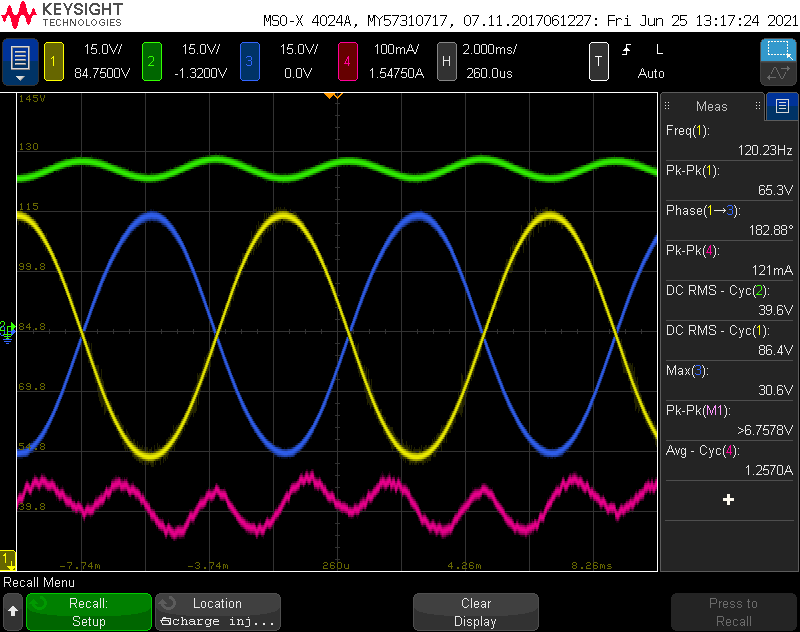 KEYSIGHT
TECHNOLOGIES
MSO-X 4024A, MY57310717, 07.11.2017061227: Fri Jun 25 13:17:24 2021
1 15.0V/ 2 15.0V/ 3 15.0V/ 4 100mA/ H 2.000ms/ T L
84.7500V -1.3200V 0.0V 1.54750A 260.0us Auto
145V
130
115
99.8
84.8
69.8
54.8
39.8
2
1
-7.74m -3.74m 260u 4.26m 8.26ms
Meas
Freq(1):
120.23Hz
Pk-Pk(1):
65.3V
Phase(1→3):
182.88°
Pk-Pk(4):
121mA
DC RMS - Cyc(2):
39.6V
DC RMS - Cyc(1):
86.4V
Max(3):
30.6V
Pk-Pk(M1):
>6.7578V
Avg - Cyc(4):
1.2570A
Recall Menu
Recall:
Setup
Location
charge inj...
Clear
Display
Press to
Recall